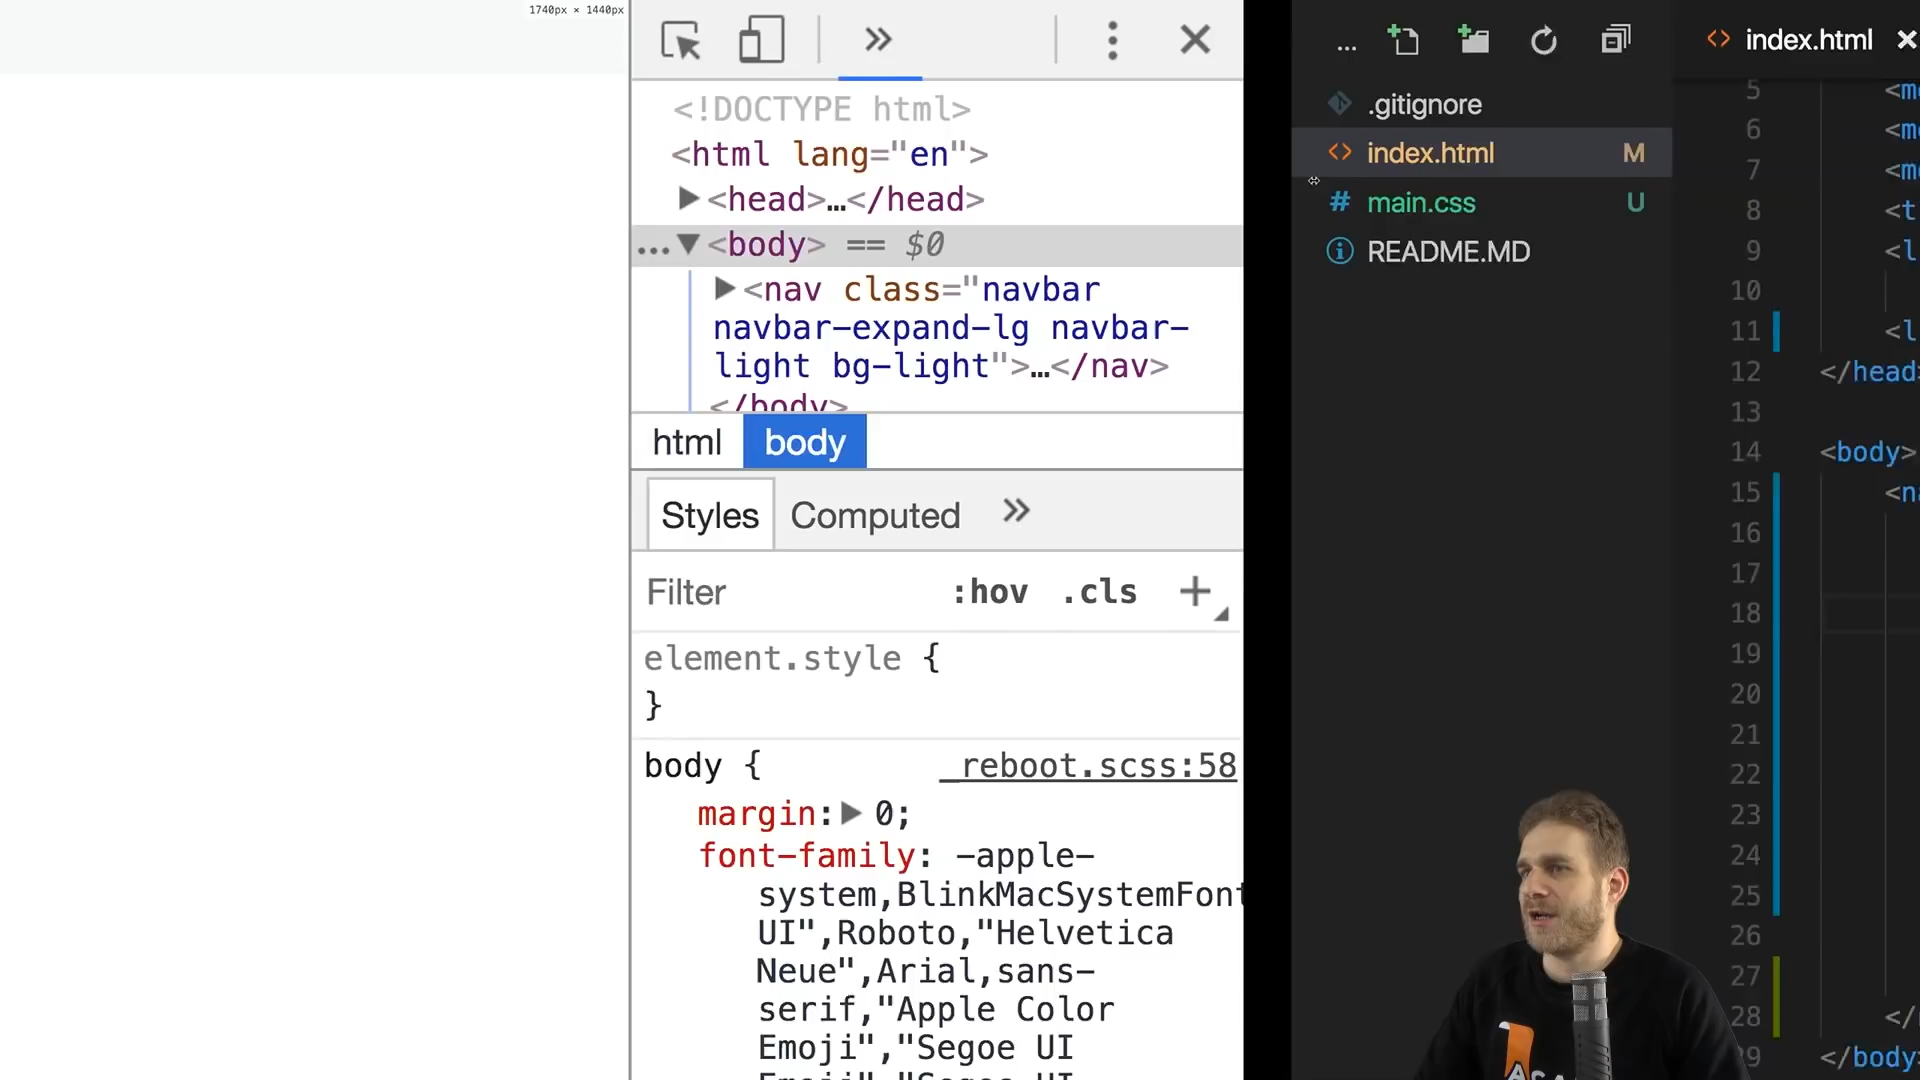 1740px × 1440px
<!DOCTYPE html>
<html lang="en">
▶<head>…</head>
…▼<body> == $0
▶<nav class="navbar
navbar-expand-lg navbar-
light bg-light">…</nav>
</body>
html body
Styles Computed »
Filter :hov .cls +
element.style {
}
body { _reboot.scss:58
margin:▶ 0;
font-family: -apple-
system,BlinkMacSystemFont
UI",Roboto,"Helvetica
Neue",Arial,sans-
serif,"Apple Color
Emoji","Segoe UI
... 
.gitignore
index.html M
main.css U
README.MD
<> index.html ×
5 <m
6 <m
7 <m
8 <t
9 <l
10
11 <l
12 </head>
13
14 <body>
15 <n
16
17
18
19
20
21
22
23
24
25
26
27
28 </
29 </body